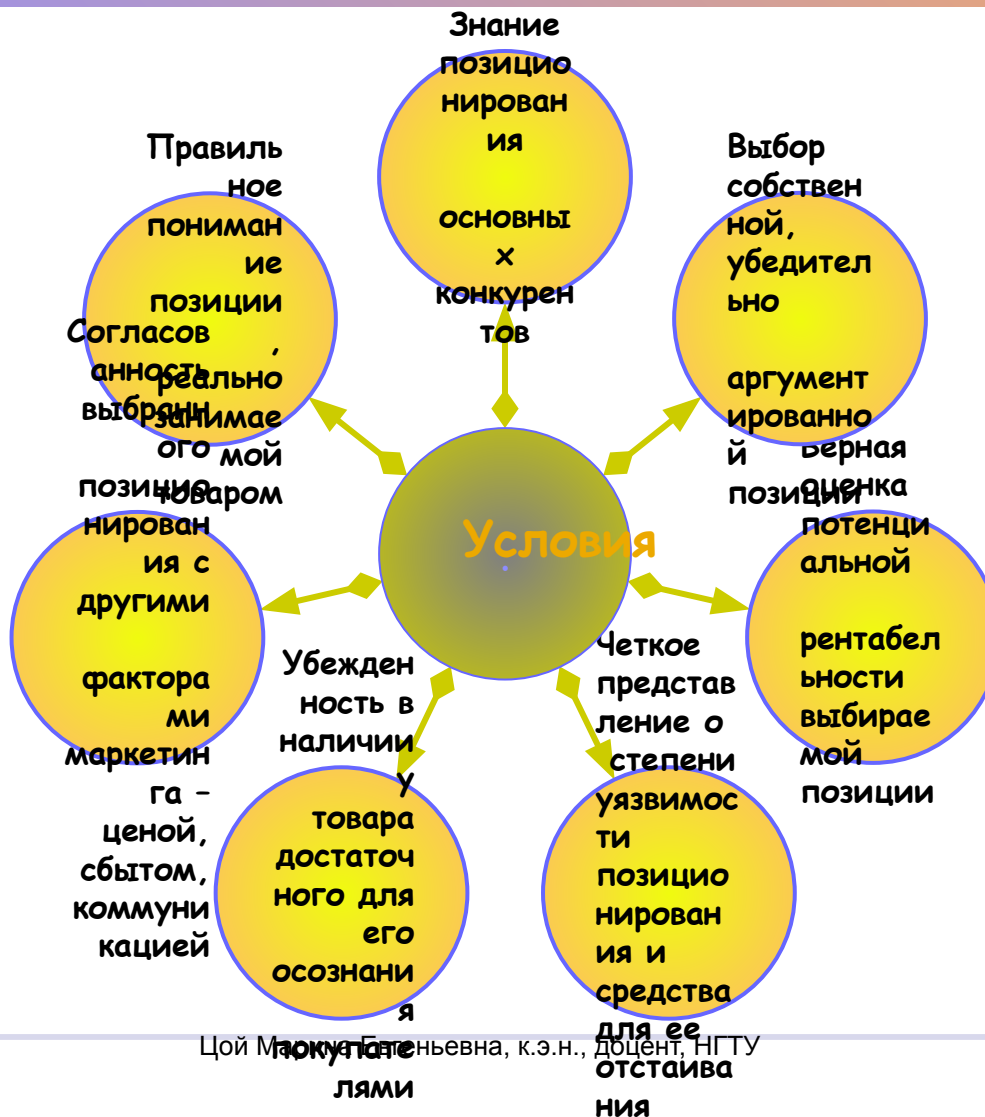 Знание
позицио
нирован
ия
основны
х
конкурен
тов
Выбор
собствен
ной,
убедител
ьно
аргумент
ированно
й
позиции
Верная
оценка
потенци
альной
рентабел
ьности
выбирае
мой
позиции
Четкое
представ
ление о
степени
уязвимос
ти
позицио
нирован
ия и
средства
для ее
отстаива
ния
Убежден
ность в
наличии
у
товара
достаточ
ного для
его
осознани
я
покупате
лями
Согласов
анность
выбранн
ого
позицио
нирован
ия с
другими
фактора
ми
маркетин
га –
ценой,
сбытом,
коммуни
кацией
Правиль
ное
пониман
ие
позиции
,
реально
занимае
мой
товаром
Условия
Цой Марина Евгеньевна, к.э.н., доцент, НГТУ